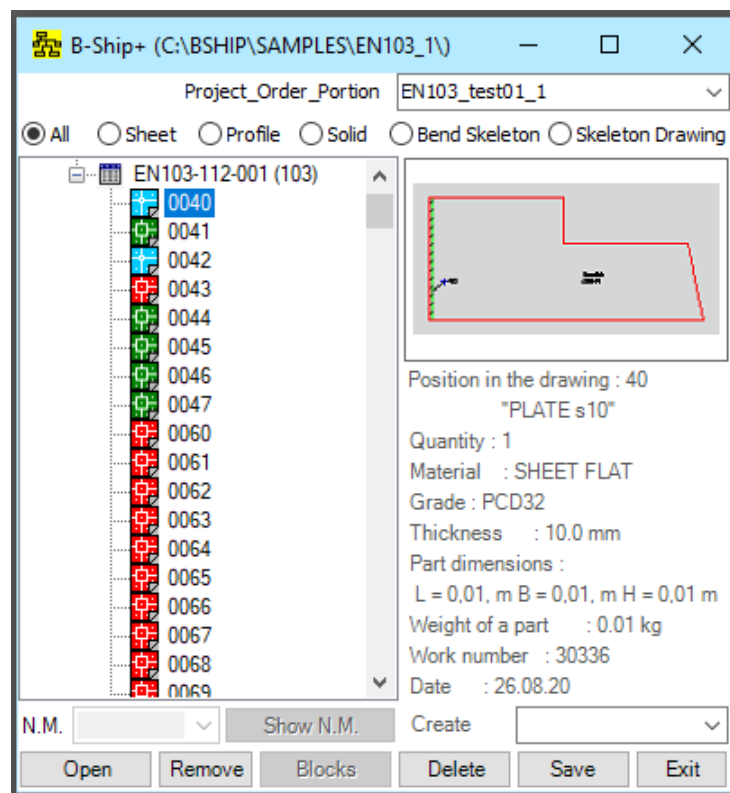 B-Ship+ (C:\BSHIP\SAMPLES\EN103_1\)
Project_Order_Portion EN103_test01_1
All Sheet Profile Solid Bend Skeleton Skeleton Drawing
EN103-112-001 (103)
0040
0041
0042
0043
0044
0045
0046
0047
0060
0061
0062
0063
0064
0065
0066
0067
0068
0069
Position in the drawing : 40
"PLATE s10"
Quantity : 1
Material : SHEET FLAT
Grade : PCD32
Thickness : 10.0 mm
Part dimensions :
L = 0,01, m B = 0,01, m H = 0,01 m
Weight of a part : 0.01 kg
Work number : 30336
Date : 26.08.20
N.M. Show N.M. Create
Open Remove Blocks Delete Save Exit